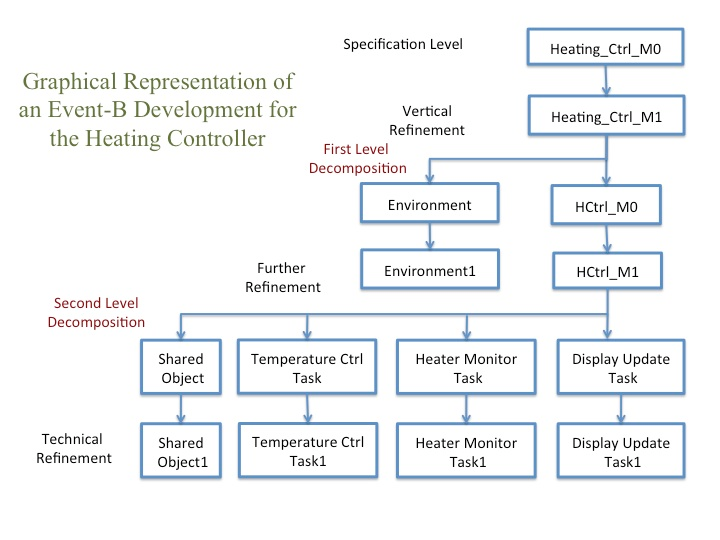 Specification Level
Heating_Ctrl_M0
Graphical Representation of
an Event-B Development for
the Heating Controller
Vertical
Refinement
Heating_Ctrl_M1
First Level
Decomposition
Environment
HCtrl_M0
Further
Refinement
Environment1
HCtrl_M1
Second Level
Decomposition
Shared
Object
Temperature Ctrl
Task
Heater Monitor
Task
Display Update
Task
Technical
Refinement
Shared
Object1
Temperature Ctrl
Task1
Heater Monitor
Task1
Display Update
Task1